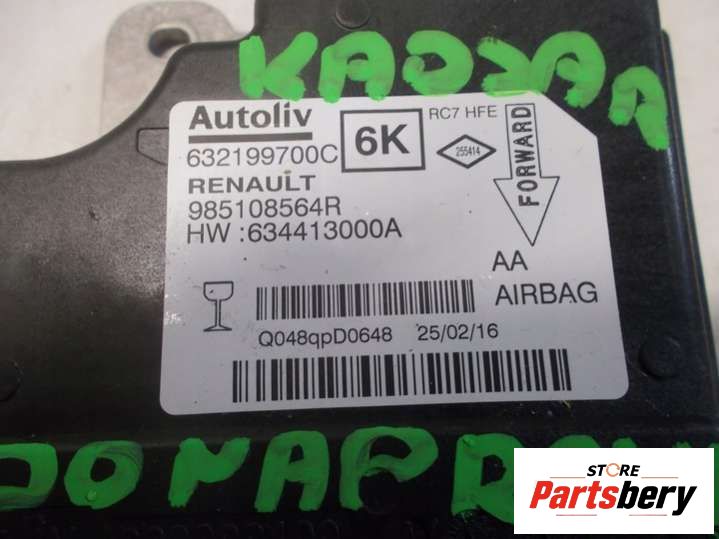 KADJAR
Autoliv
6K
RC7 HFE
632199700C
255414
FORWARD
RENAULT
985108564R
HW :634413000A
AA
AIRBAG
Q048qpD0648 25/02/16
STORE
Partsbery